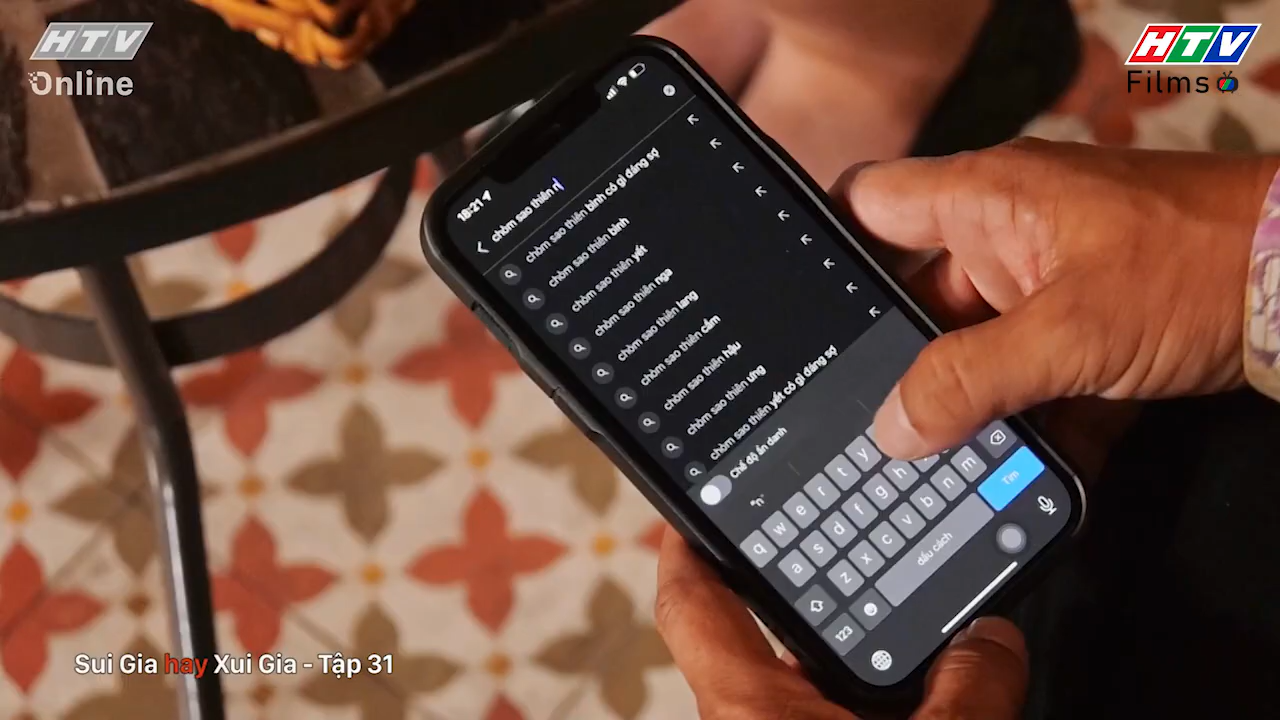 HTV
Online
HTV
Films
18:21
chòm sao thiên n
chòm sao thiên bình có gì đáng sợ
chòm sao thiên bình
chòm sao thiên yết
chòm sao thiên nga
chòm sao thiên lang
chòm sao thiên cầm
chòm sao thiên hậu
chòm sao thiên ưng
chòm sao thiên yết có gì đáng sợ
Chế độ ẩn danh
"n"
q w e r t y
a s d f g h
z x c v b n m
123
dấu cách
Tìm
Sui Gia hay Xui Gia - Tập 31